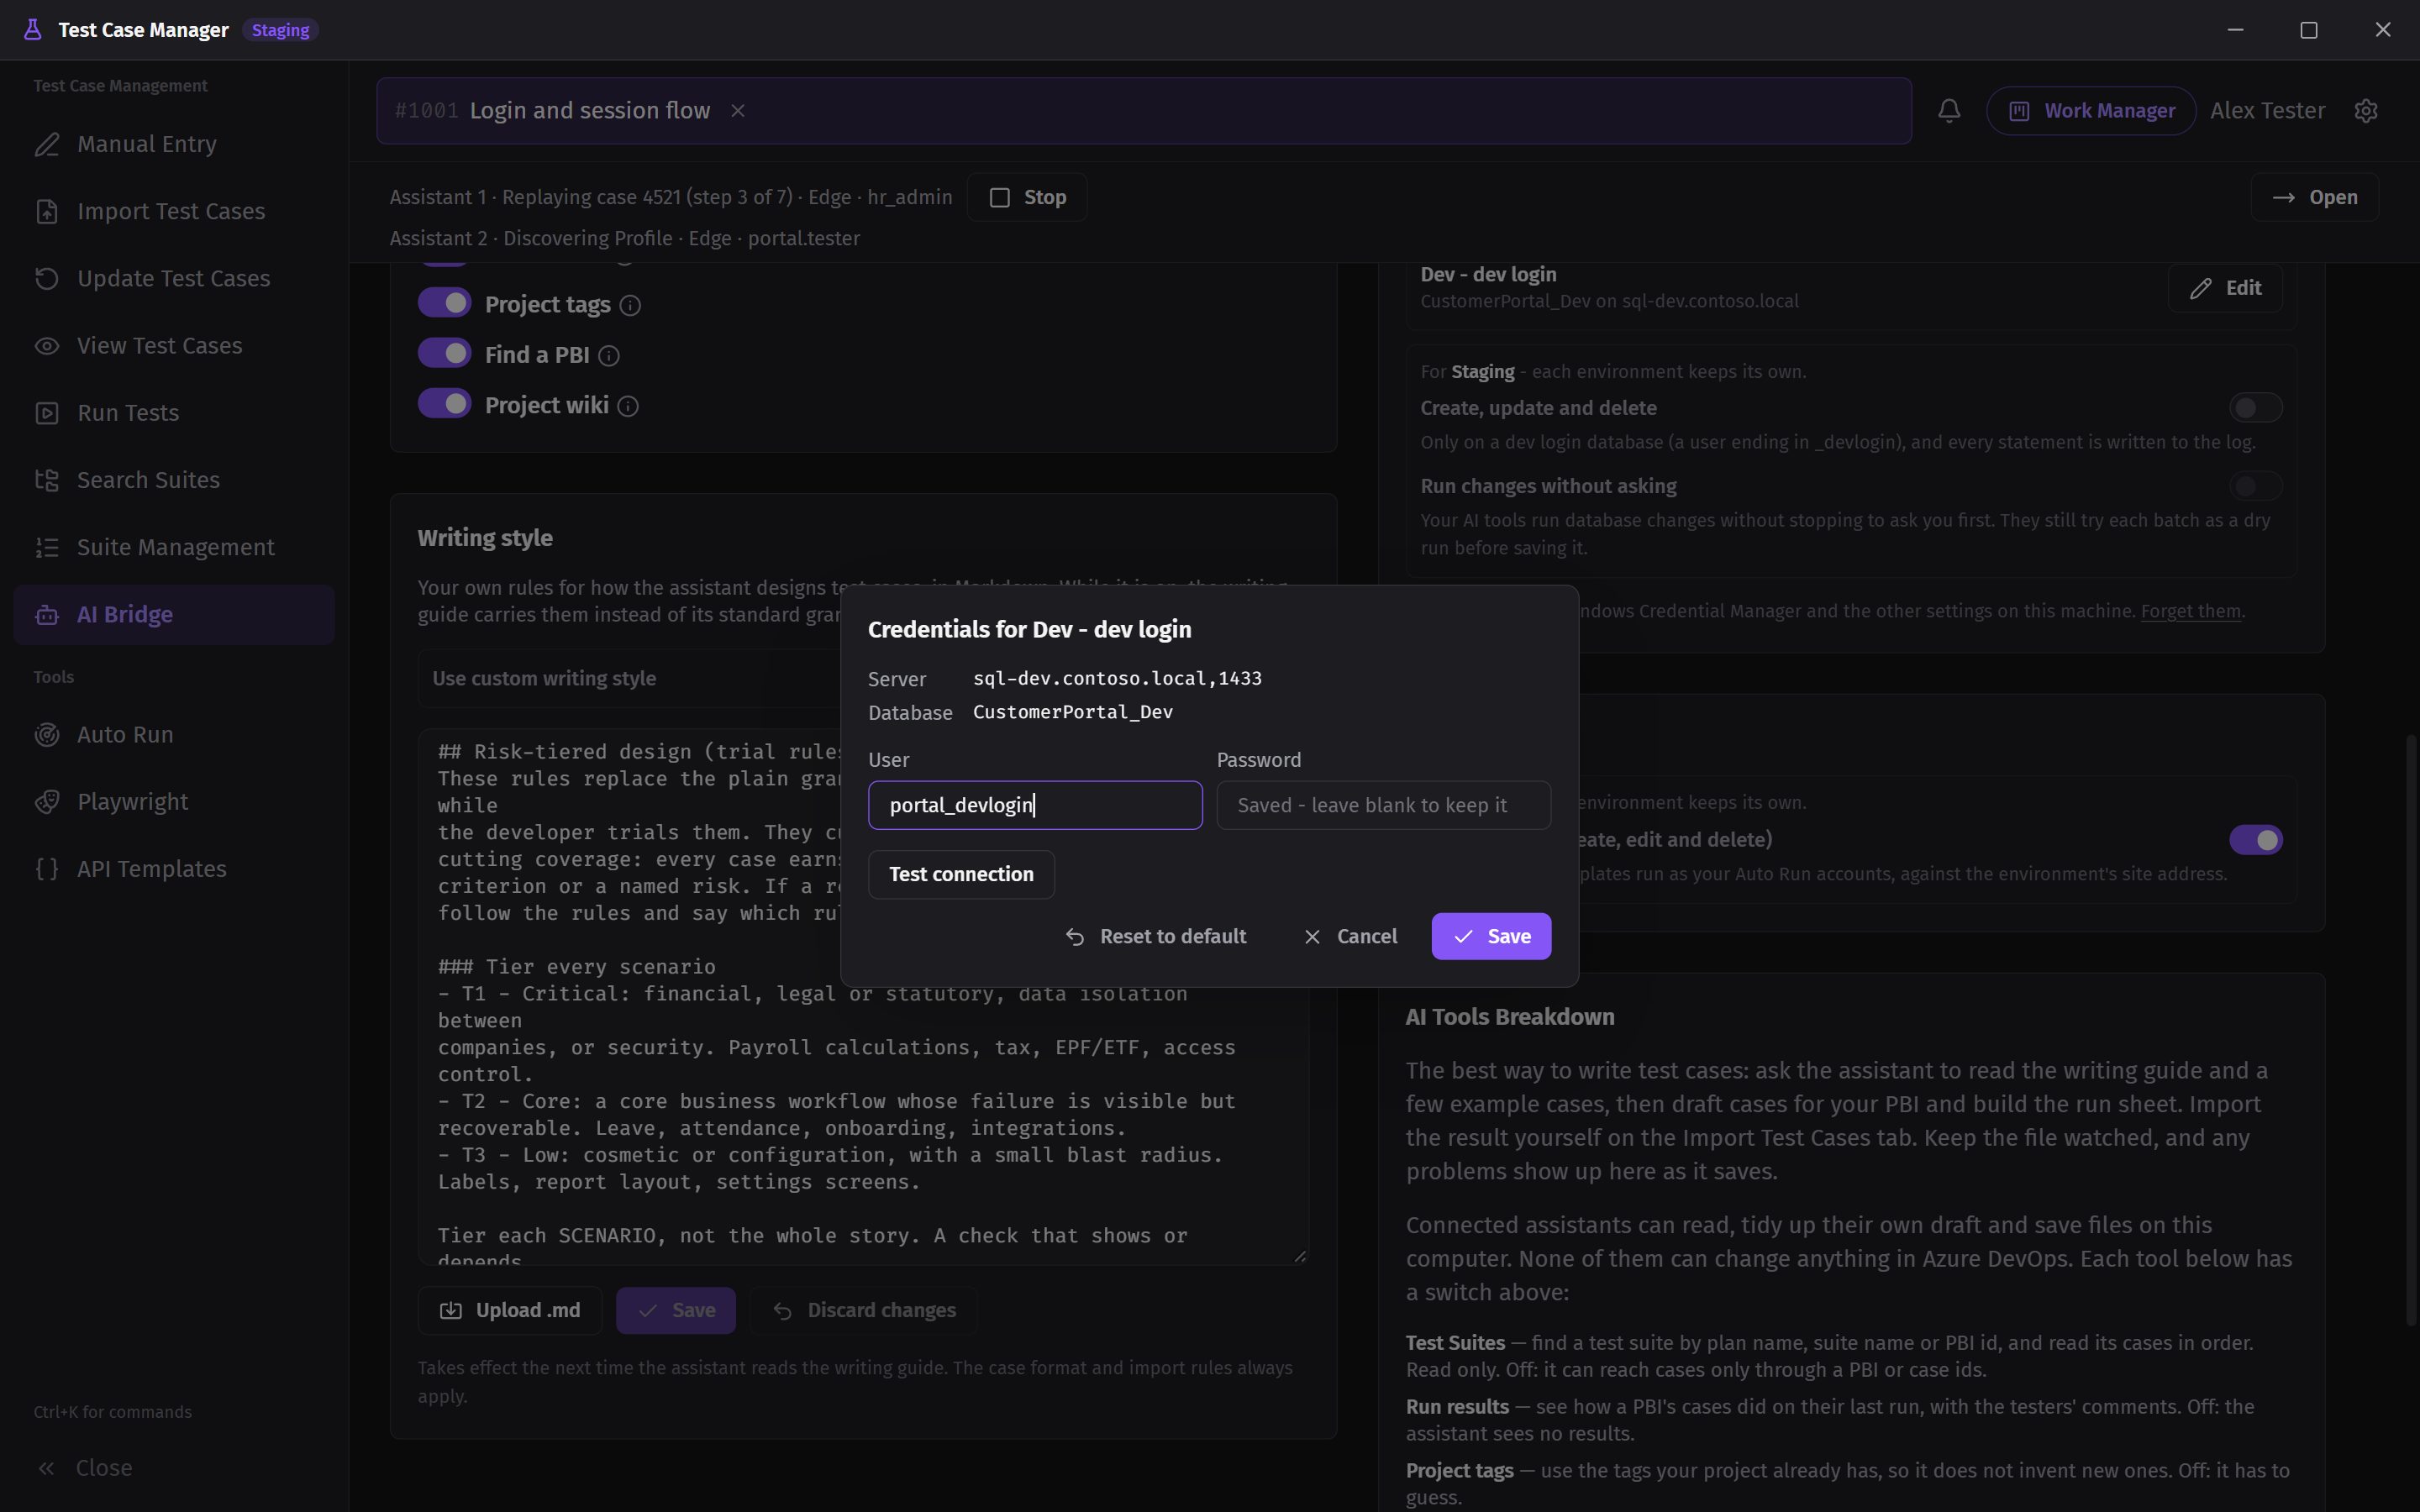 Test Case Manager Staging
Test Case Management
Manual Entry
Import Test Cases
Update Test Cases
View Test Cases
Run Tests
Search Suites
Suite Management
AI Bridge
Tools
Auto Run
Playwright
API Templates
Ctrl+K for commands
Close
#1001 Login and session flow
Work Manager
Alex Tester
Assistant 1 · Replaying case 4521 (step 3 of 7) · Edge · hr_admin
Stop
Open
Assistant 2 · Discovering Profile · Edge · portal.tester
Project tags
Find a PBI
Project wiki
Writing style
Your own rules for how the assistant designs test cases, in Markdown. While it is on, the writing
guide carries them instead of its standard
Use custom writing style
## Risk-tiered design (trial rules
These rules replace the plain
while
the developer trials them. They
cutting coverage: every case
criterion or a named risk. If a
follow the rules and say which
### Tier every scenario
- T1 - Critical: financial, legal or statutory, data isolation
between
companies, or security. Payroll calculations, tax, EPF/ETF, access
control.
- T2 - Core: a core business workflow whose failure is visible but
recoverable. Leave, attendance, onboarding, integrations.
- T3 - Low: cosmetic or configuration, with a small blast radius.
Labels, report layout, settings screens.
Tier each SCENARIO, not the whole story. A check that shows or
depends
Upload .md
Save
Discard changes
Takes effect the next time the assistant reads the writing guide. The case format and import rules always
apply.
Credentials for Dev - dev login
Server sql-dev.contoso.local,1433
Database CustomerPortal_Dev
User
Password
portal_devlogin
Saved - leave blank to keep it
Test connection
Reset to default
Cancel
Save
Dev - dev login
CustomerPortal_Dev on sql-dev.contoso.local
Edit
For Staging - each environment keeps its own.
Create, update and delete
Only on a dev login database (a user ending in _devlogin), and every statement is written to the log.
Run changes without asking
Your AI tools run database changes without stopping to ask you first. They still try each batch as a dry
run before saving it.
Credential Manager and the other settings on this machine. Forget them.
environment keeps its own.
edit and delete)
run as your Auto Run accounts, against the environment's site address.
AI Tools Breakdown
The best way to write test cases: ask the assistant to read the writing guide and a
few example cases, then draft cases for your PBI and build the run sheet. Import
the result yourself on the Import Test Cases tab. Keep the file watched, and any
problems show up here as it saves.
Connected assistants can read, tidy up their own draft and save files on this
computer. None of them can change anything in Azure DevOps. Each tool below has
a switch above:
Test Suites — find a test suite by plan name, suite name or PBI id, and read its cases in order.
Read only. Off: it can reach cases only through a PBI or case ids.
Run results — see how a PBI's cases did on their last run, with the testers' comments. Off: the
assistant sees no results.
Project tags — use the tags your project already has, so it does not invent new ones. Off: it has to
guess.